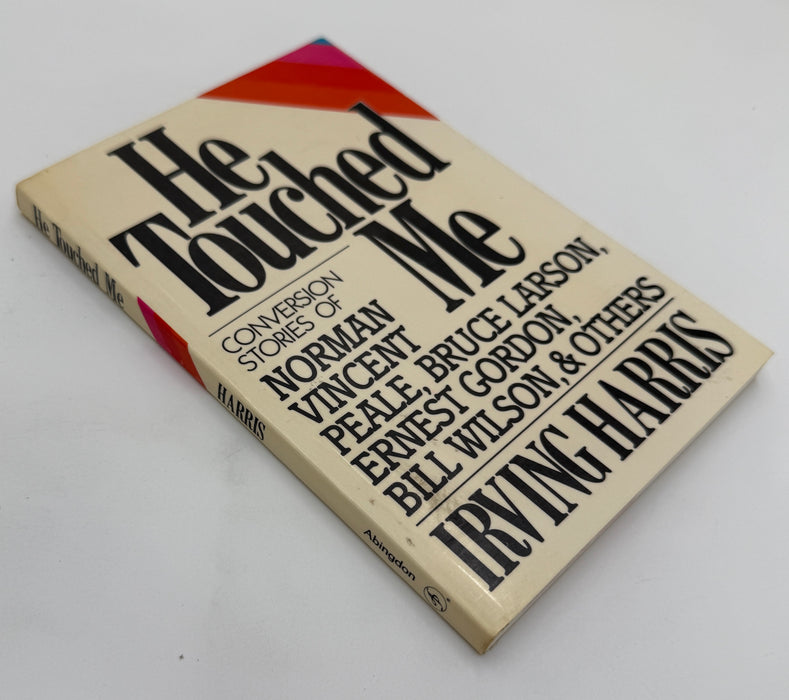 He
Touched
Me
CONVERSION
STORIES OF
NORMAN
VINCENT
PEALE, BRUCE LARSON,
ERNEST GORDON,
BILL WILSON, & OTHERS
IRVING HARRIS
He Touched Me
HARRIS
Abingdon